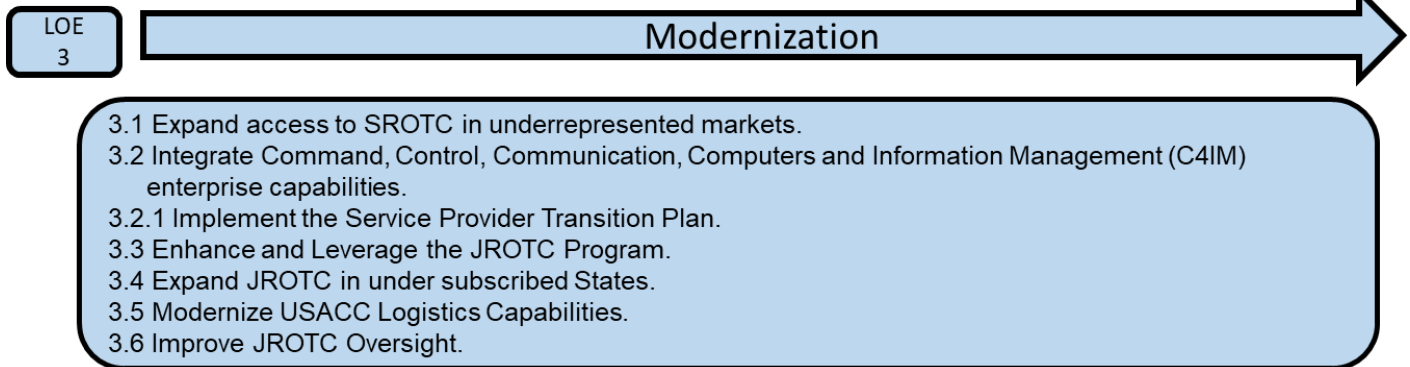 LOE
3
Modernization
3.1 Expand access to SROTC in underrepresented markets.
3.2 Integrate Command, Control, Communication, Computers and Information Management (C4IM)
enterprise capabilities.
3.2.1 Implement the Service Provider Transition Plan.
3.3 Enhance and Leverage the JROTC Program.
3.4 Expand JROTC in under subscribed States.
3.5 Modernize USACC Logistics Capabilities.
3.6 Improve JROTC Oversight.